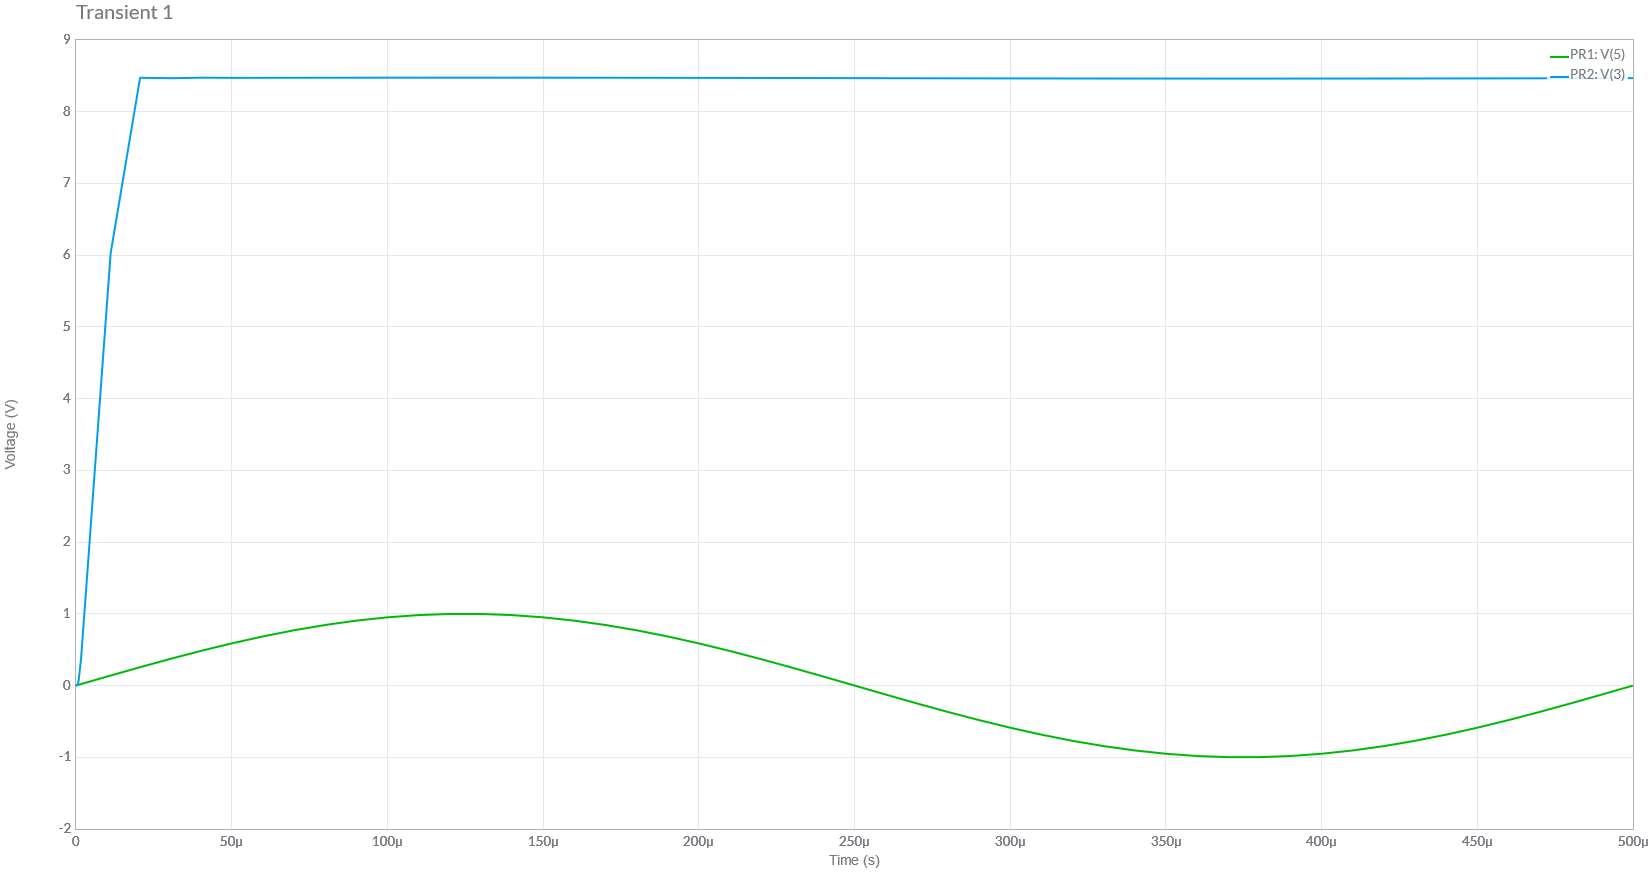 Transient 1
9
PR1: V(5)
PR2: V(3)
8
7
6
5
4
3
2
1
0
-1
-2
Voltage (V)
0 50µ 100µ 150µ 200µ 250µ 300µ 350µ 400µ 450µ 500µ
Time (s)